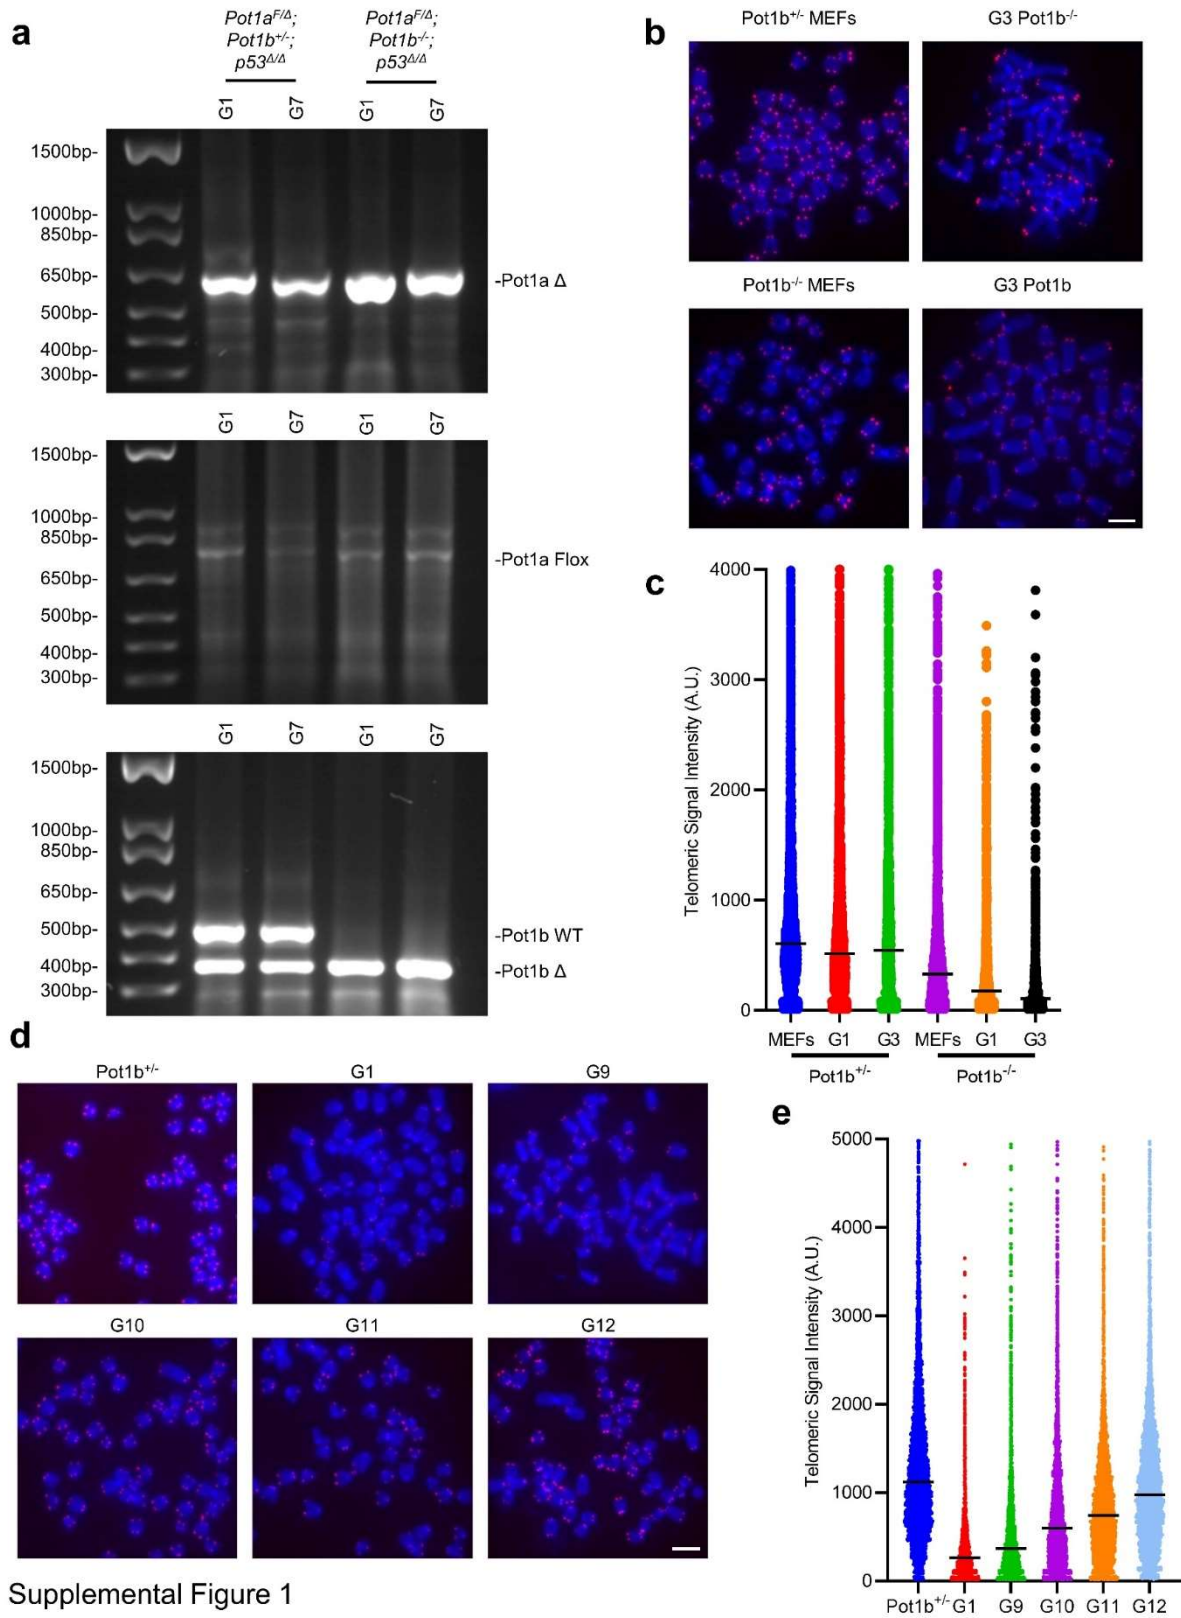 a
Pot1aF/Δ; Pot1aF/Δ;
Pot1b+/-; Pot1b-/-;
p53Δ/Δ p53Δ/Δ
G1 G7 G1 G7
1500bp-
1000bp-
850bp-
650bp-
-Pot1a Δ
500bp-
400bp-
300bp-
G1 G7 G1 G7
1500bp-
1000bp-
850bp-
-Pot1a Flox
650bp-
500bp-
400bp-
300bp-
G1 G7 G1 G7
1500bp-
1000bp-
850bp-
650bp-
500bp-
-Pot1b WT
400bp-
-Pot1b Δ
300bp-
b
Pot1b+/- MEFs G3 Pot1b-/-
Pot1b-/- MEFs G3 Pot1b
c
Telomeric Signal Intensity (A.U.)
4000
3000
2000
1000
0
MEFs G1 G3 MEFs G1 G3
Pot1b+/- Pot1b-/-
d
Pot1b+/- G1 G9
G10 G11 G12
e
Telomeric Signal Intensity (A.U.)
5000
4000
3000
2000
1000
0
Pot1b+/- G1 G9 G10 G11 G12
Supplemental Figure 1